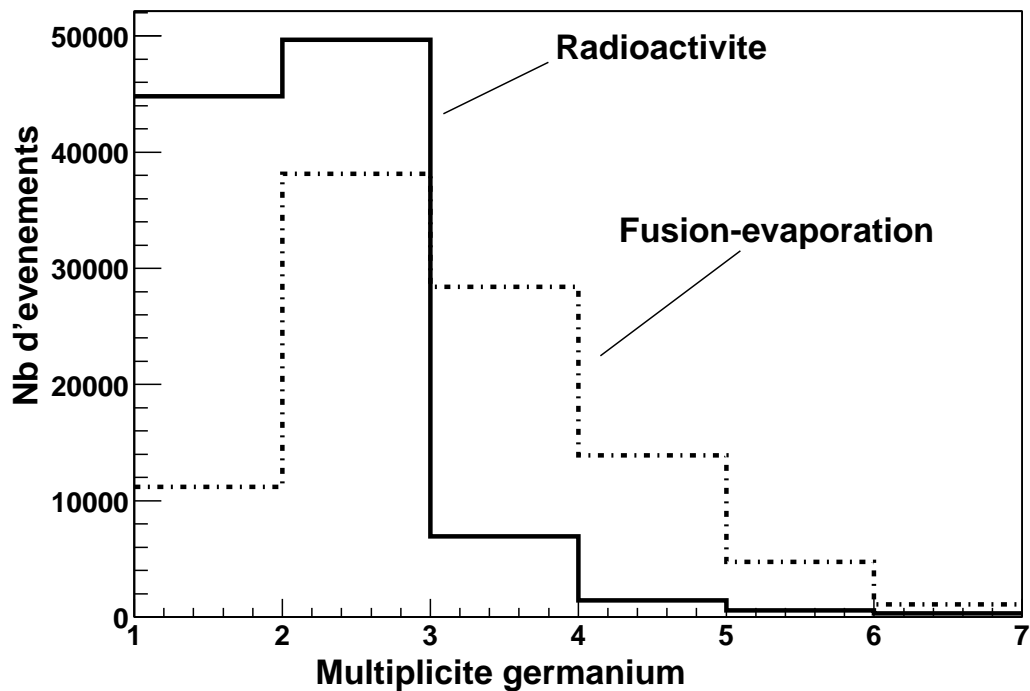 50000
40000
30000
20000
10000
0
Nb d'evenements
Radioactivite
Fusion-evaporation
1 2 3 4 5 6 7
Multiplicite germanium